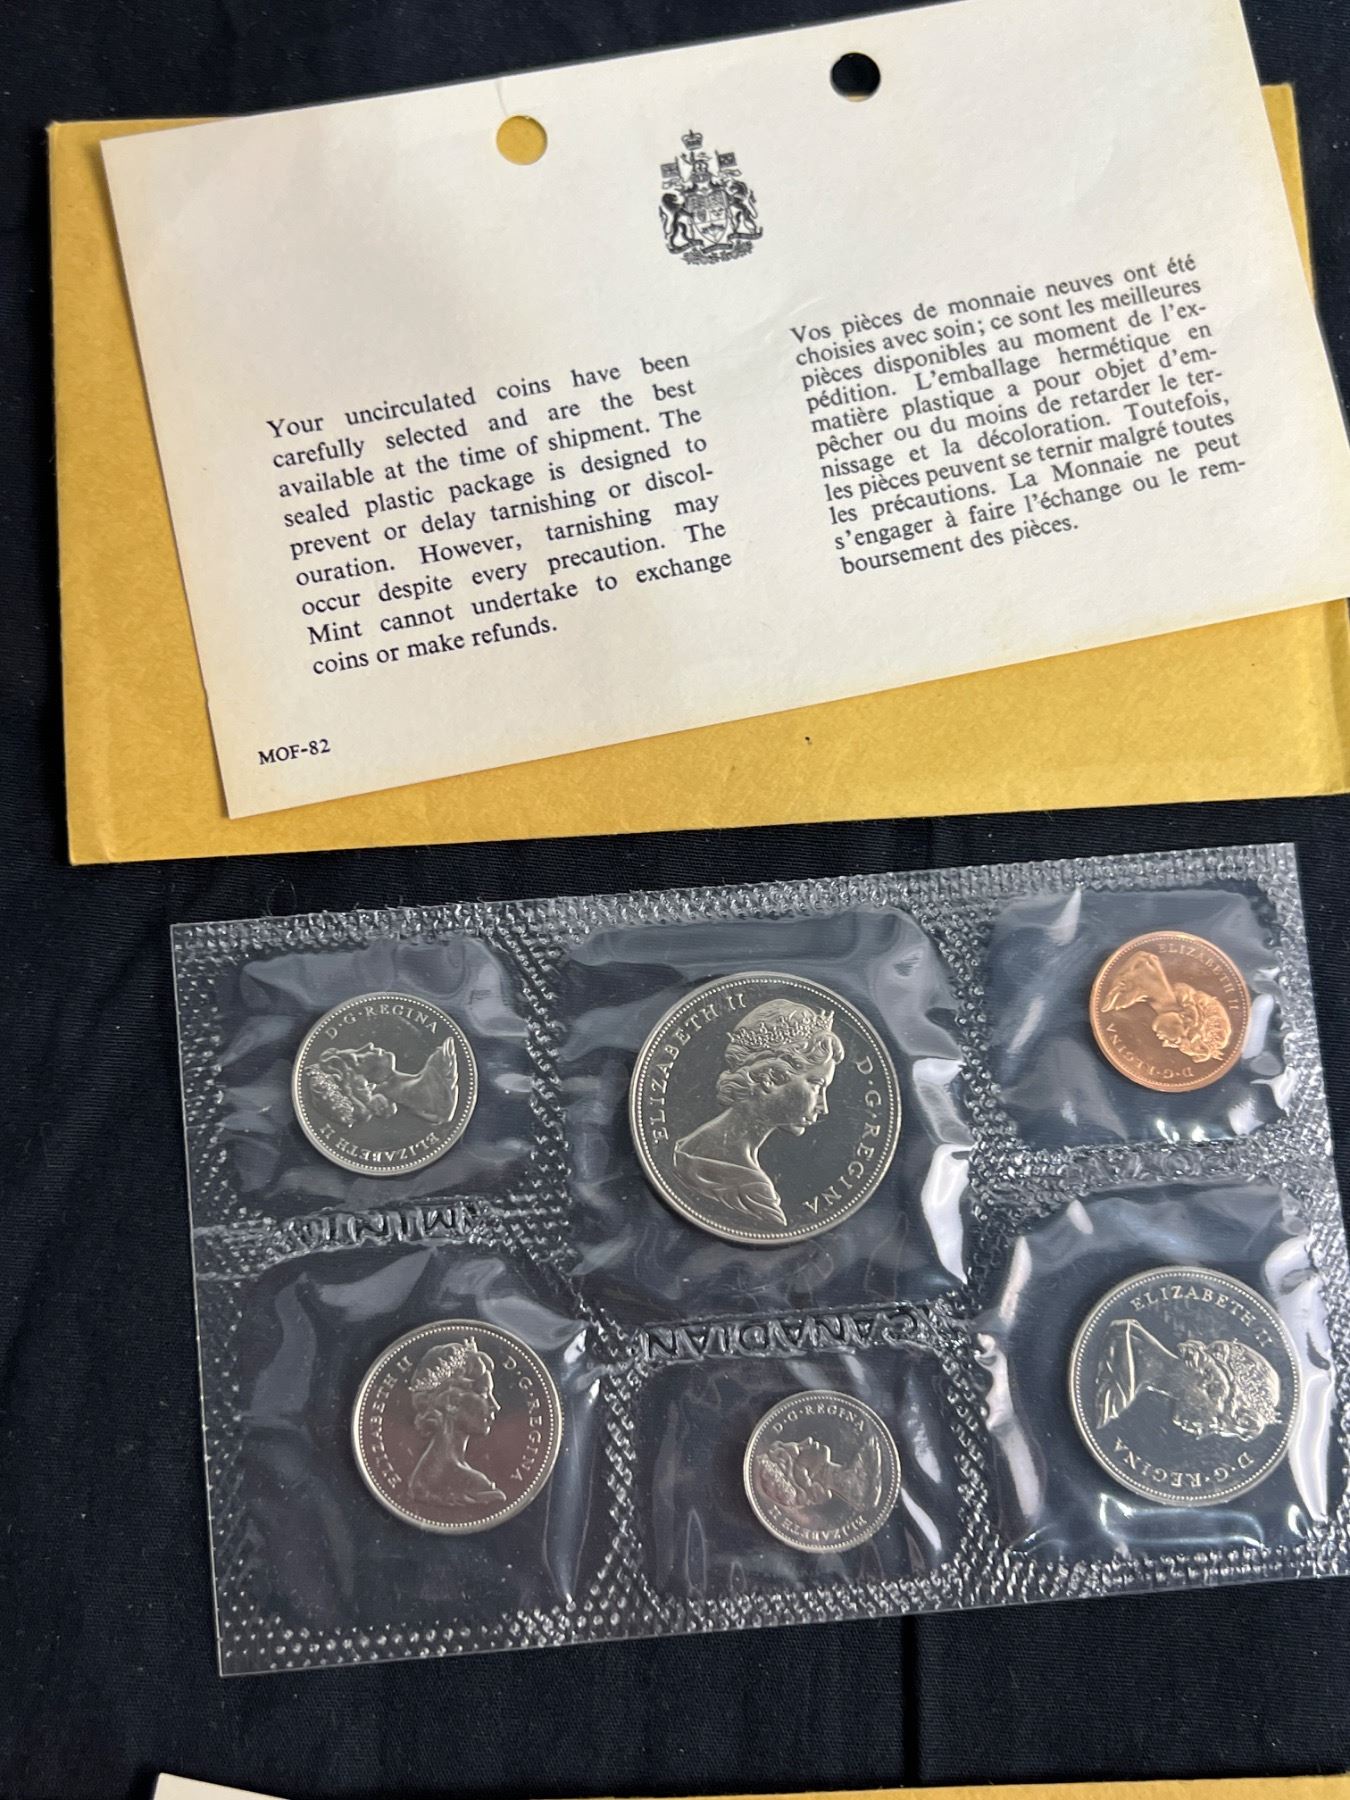 Your uncirculated coins have been
carefully selected and are the best
available at the time of shipment. The
sealed plastic package is designed to
prevent or delay tarnishing or discol-
ouration. However, tarnishing may
occur despite every precaution. The
Mint cannot undertake to exchange
coins or make refunds.
MOF-82
Vos pièces de monnaie neuves ont été
choisies avec soin; ce sont les meilleures
pièces disponibles au moment de l'ex-
pédition. L'emballage hermétique en
matière plastique a pour objet d'em-
pêcher ou du moins de retarder le ter-
nissage et la décoloration. Toutefois,
les pièces peuvent se ternir malgré toutes
les précautions. La Monnaie ne peut
s'engager à faire l'échange ou le rem-
boursement des pièces.
ELIZABETH II D·G·REGINA
ELIZABETH II D·G·REGINA
ELIZABETH II D·G·REGINA
MINT
CANADIAN
ELIZABETH II D·G·REGINA
ELIZABETH II D·G·REGINA
ELIZABETH II D·G·REGINA